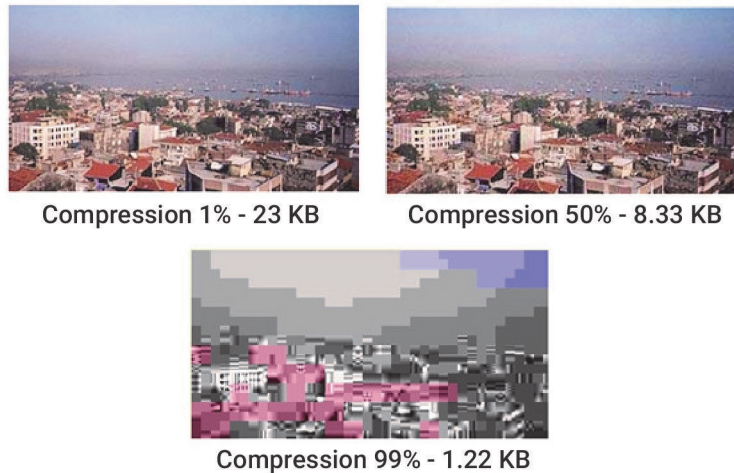 Compression 1% - 23 KB
Compression 50% - 8.33 KB
Compression 99% - 1.22 KB